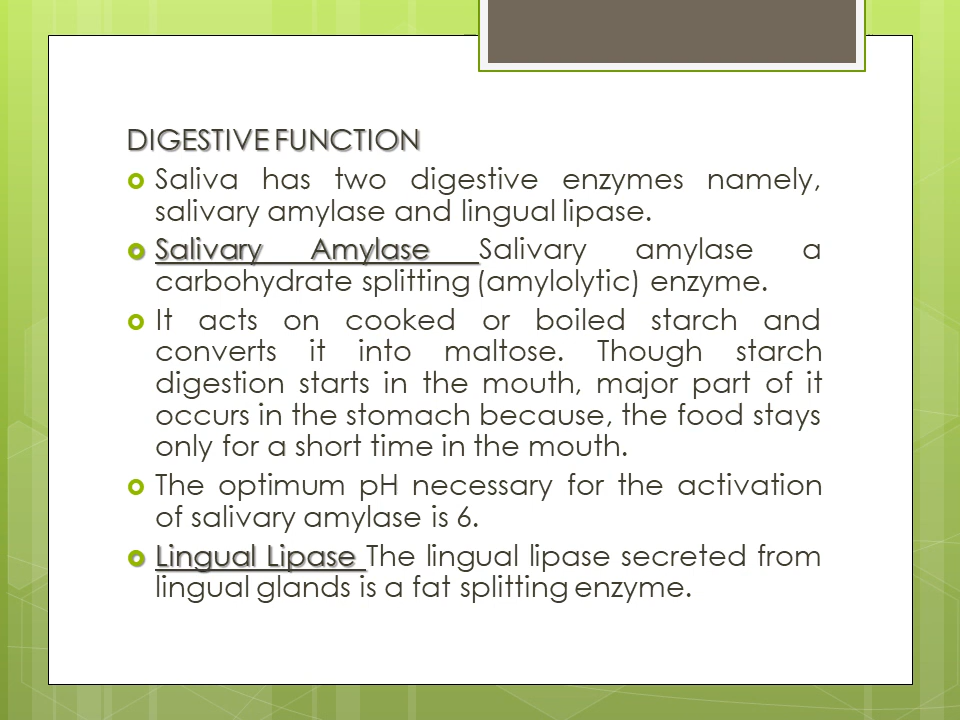 DIGESTIVE FUNCTION
Saliva has two digestive enzymes namely,
salivary amylase and lingual lipase.
Salivary Amylase Salivary amylase a
carbohydrate splitting (amylolytic) enzyme.
It acts on cooked or boiled starch and
converts it into maltose. Though starch
digestion starts in the mouth, major part of it
occurs in the stomach because, the food stays
only for a short time in the mouth.
The optimum pH necessary for the activation
of salivary amylase is 6.
Lingual Lipase The lingual lipase secreted from
lingual glands is a fat splitting enzyme.